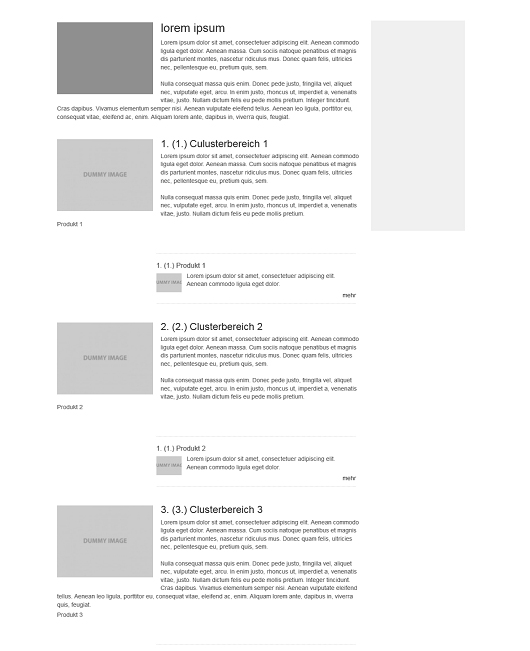 lorem ipsum
Lorem ipsum dolor sit amet, consectetuer adipiscing elit. Aenean commodo
ligula eget dolor. Aenean massa. Cum sociis natoque penatibus et magnis
dis parturient montes, nascetur ridiculus mus. Donec quam felis, ultricies
nec, pellentesque eu, pretium quis, sem.
Nulla consequat massa quis enim. Donec pede justo, fringilla vel, aliquet
nec, vulputate eget, arcu. In enim justo, rhoncus ut, imperdiet a, venenatis
vitae, justo. Nullam dictum felis eu pede mollis pretium. Integer tincidunt.
Cras dapibus. Vivamus elementum semper nisi. Aenean vulputate eleifend tellus. Aenean leo ligula, porttitor eu,
consequat vitae, eleifend ac, enim. Aliquam lorem ante, dapibus in, viverra quis, feugiat.
1. (1.) Culusterbereich 1
DUMMY IMAGE
Lorem ipsum dolor sit amet, consectetuer adipiscing elit. Aenean commodo
ligula eget dolor. Aenean massa. Cum sociis natoque penatibus et magnis
dis parturient montes, nascetur ridiculus mus. Donec quam felis, ultricies
nec, pellentesque eu, pretium quis, sem.
Nulla consequat massa quis enim. Donec pede justo, fringilla vel, aliquet
nec, vulputate eget, arcu. In enim justo, rhoncus ut, imperdiet a, venenatis
vitae, justo. Nullam dictum felis eu pede mollis pretium.
Produkt 1
1. (1.) Produkt 1
UMMY IMAG
Lorem ipsum dolor sit amet, consectetuer adipiscing elit.
Aenean commodo ligula eget dolor.
mehr
2. (2.) Clusterbereich 2
DUMMY IMAGE
Lorem ipsum dolor sit amet, consectetuer adipiscing elit. Aenean commodo
ligula eget dolor. Aenean massa. Cum sociis natoque penatibus et magnis
dis parturient montes, nascetur ridiculus mus. Donec quam felis, ultricies
nec, pellentesque eu, pretium quis, sem.
Nulla consequat massa quis enim. Donec pede justo, fringilla vel, aliquet
nec, vulputate eget, arcu. In enim justo, rhoncus ut, imperdiet a, venenatis
vitae, justo. Nullam dictum felis eu pede mollis pretium.
Produkt 2
1. (1.) Produkt 2
UMMY IMAG
Lorem ipsum dolor sit amet, consectetuer adipiscing elit.
Aenean commodo ligula eget dolor.
mehr
3. (3.) Clusterbereich 3
DUMMY IMAGE
Lorem ipsum dolor sit amet, consectetuer adipiscing elit. Aenean commodo
ligula eget dolor. Aenean massa. Cum sociis natoque penatibus et magnis
dis parturient montes, nascetur ridiculus mus. Donec quam felis, ultricies
nec, pellentesque eu, pretium quis, sem.
Nulla consequat massa quis enim. Donec pede justo, fringilla vel, aliquet
nec, vulputate eget, arcu. In enim justo, rhoncus ut, imperdiet a, venenatis
vitae, justo. Nullam dictum felis eu pede mollis pretium. Integer tincidunt.
Cras dapibus. Vivamus elementum semper nisi. Aenean vulputate eleifend
tellus. Aenean leo ligula, porttitor eu, consequat vitae, eleifend ac, enim. Aliquam lorem ante, dapibus in, viverra
quis, feugiat.
Produkt 3